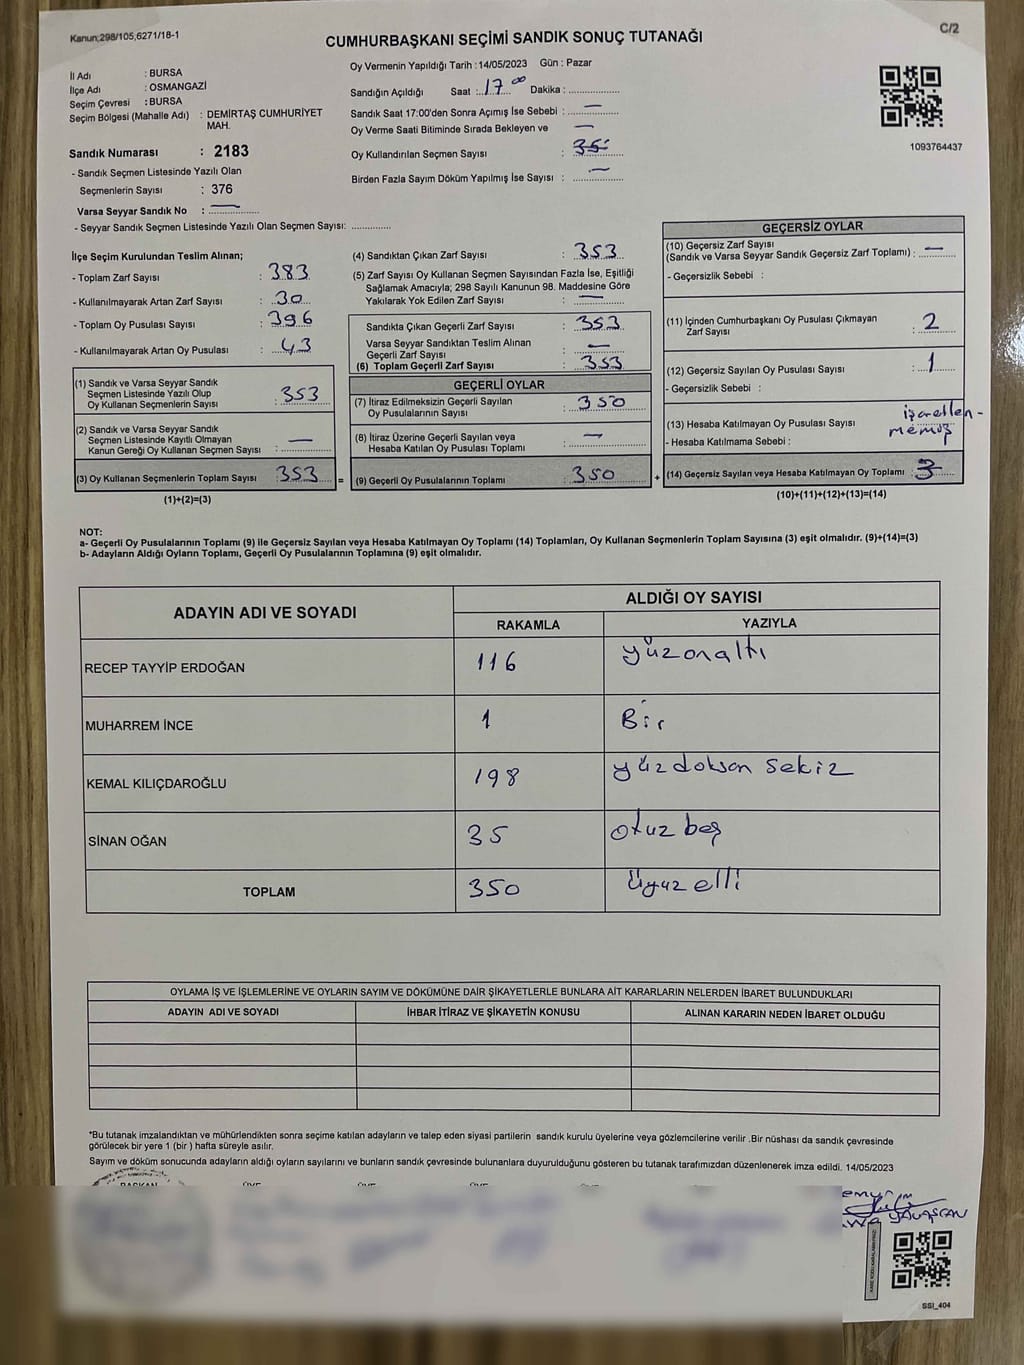 Kanun;298/105,6271/18-1
C/2
CUMHURBAŞKANI SEÇİMİ SANDIK SONUÇ TUTANAĞI
İl Adı : BURSA
İlçe Adı : OSMANGAZİ
Seçim Çevresi : BURSA
Seçim Bölgesi (Mahalle Adı) : DEMİRTAŞ CUMHURİYET
MAH.
Sandık Numarası : 2183
- Sandık Seçmen Listesinde Yazılı Olan
Seçmenlerin Sayısı : 376
Varsa Seyyar Sandık No : —
- Seyyar Sandık Seçmen Listesinde Yazılı Olan Seçmen Sayısı: ..............
Oy Vermenin Yapıldığı Tarih : 14/05/2023 Gün : Pazar
Sandığın Açıldığı Saat : 17 00 Dakika : ..................
Sandık Saat 17:00'den Sonra Açımış İse Sebebi : —
Oy Verme Saati Bitiminde Sırada Bekleyen ve —
Oy Kullandırılan Seçmen Sayısı :
Birden Fazla Sayım Döküm Yapılmış İse Sayısı : —
1093764437
İlçe Seçim Kurulundan Teslim Alınan;
- Toplam Zarf Sayısı : 383
- Kullanılmayarak Artan Zarf Sayısı : 30
- Toplam Oy Pusulası Sayısı : 396
- Kullanılmayarak Artan Oy Pusulası : 43
(1) Sandık ve Varsa Seyyar Sandık
Seçmen Listesinde Yazılı Olup
Oy Kullanan Seçmenlerin Sayısı : 353
(2) Sandık ve Varsa Seyyar Sandık
Seçmen Listesinde Kayıtlı Olmayan
Kanun Gereği Oy Kullanan Seçmen Sayısı : —
(3) Oy Kullanan Seçmenlerin Toplam Sayısı : 353
(1)+(2)=(3)
(4) Sandıktan Çıkan Zarf Sayısı : 353
(5) Zarf Sayısı Oy Kullanan Seçmen Sayısından Fazla İse, Eşitliği
Sağlamak Amacıyla; 298 Sayılı Kanunun 98. Maddesine Göre
Yakılarak Yok Edilen Zarf Sayısı : —
Sandıkta Çıkan Geçerli Zarf Sayısı : 353
Varsa Seyyar Sandıktan Teslim Alınan
Geçerli Zarf Sayısı : —
(6) Toplam Geçerli Zarf Sayısı : 353
GEÇERLİ OYLAR
(7) İtiraz Edilmeksizin Geçerli Sayılan
Oy Pusulalarının Sayısı : 350
(8) İtiraz Üzerine Geçerli Sayılan veya
Hesaba Katılan Oy Pusulası Toplamı : —
= (9) Geçerli Oy Pusulalarının Toplamı : 350 +
GEÇERSİZ OYLAR
(10) Geçersiz Zarf Sayısı
(Sandık ve Varsa Seyyar Sandık Geçersiz Zarf Toplamı) : —
- Geçersizlik Sebebi :
(11) İçinden Cumhurbaşkanı Oy Pusulası Çıkmayan
Zarf Sayısı : 2
(12) Geçersiz Sayılan Oy Pusulası Sayısı : 1
- Geçersizlik Sebebi :
(13) Hesaba Katılmayan Oy Pusulası Sayısı işaretlen-
- Hesaba Katılmama Sebebi : memiş
(14) Geçersiz Sayılan veya Hesaba Katılmayan Oy Toplamı : 3
(10)+(11)+(12)+(13)=(14)
NOT:
a- Geçerli Oy Pusulalarının Toplamı (9) ile Geçersiz Sayılan veya Hesaba Katılmayan Oy Toplamı (14) Toplamları, Oy Kullanan Seçmenlerin Toplam Sayısına (3) eşit olmalıdır. (9)+(14)=(3)
b- Adayların Aldığı Oyların Toplamı, Geçerli Oy Pusulalarının Toplamına (9) eşit olmalıdır.
ADAYIN ADI VE SOYADI ALDIĞI OY SAYISI
RAKAMLA YAZIYLA
RECEP TAYYİP ERDOĞAN 116 yüzonaltı
MUHARREM İNCE 1 Bir
KEMAL KILIÇDAROĞLU 198 yüzdoksan sekiz
SİNAN OĞAN 35 otuz beş
TOPLAM 350 üçyüz elli
OYLAMA İŞ VE İŞLEMLERİNE VE OYLARIN SAYIM VE DÖKÜMÜNE DAİR ŞİKAYETLERLE BUNLARA AİT KARARLARIN NELERDEN İBARET BULUNDUKLARI
ADAYIN ADI VE SOYADI İHBAR İTİRAZ VE ŞİKAYETİN KONUSU ALINAN KARARIN NEDEN İBARET OLDUĞU
*Bu tutanak imzalandıktan ve mühürlendikten sonra seçime katılan adayların ve talep eden siyasi partilerin sandık kurulu üyelerine veya gözlemcilerine verilir .Bir nüshası da sandık çevresinde
görülecek bir yere 1 (bir ) hafta süreyle asılır.
Sayım ve döküm sonucunda adayların aldığı oyların sayılarını ve bunların sandık çevresinde bulunanlara duyurulduğunu gösteren bu tutanak tarafımızdan düzenlenerek imza edildi. 14/05/2023
BAŞKAN ÜYE ÜYE ÜYE
YAVAŞCAN
SSI_404